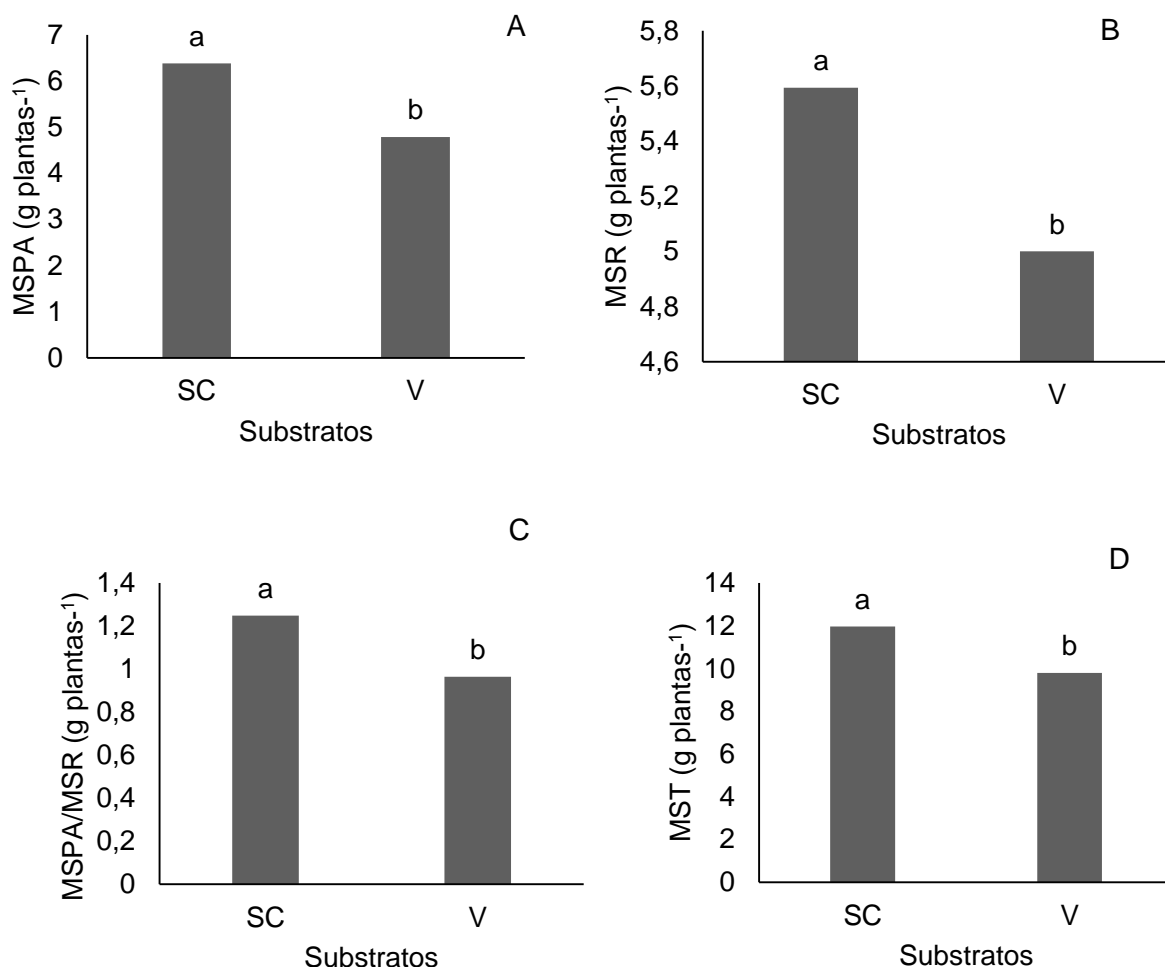 A
MSPA (g plantas-¹)
7
6
5
4
3
2
1
0
a
b
SC
V
Substratos
B
MSR (g plantas-¹)
5,8
5,6
5,4
5,2
5
4,8
4,6
a
b
SC
V
Substratos
C
MSPA/MSR (g plantas-¹)
1,4
1,2
1
0,8
0,6
0,4
0,2
0
a
b
SC
V
Substratos
D
MST (g plantas-¹)
14
12
10
8
6
4
2
0
a
b
SC
V
Substratos